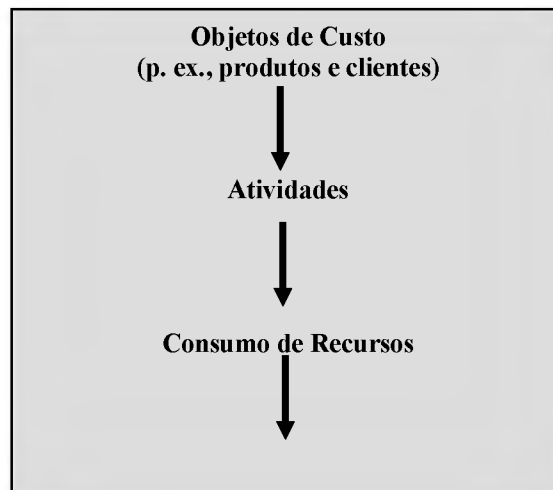 Objetos de Custo
(p. ex., produtos e clientes)
Atividades
Consumo de Recursos